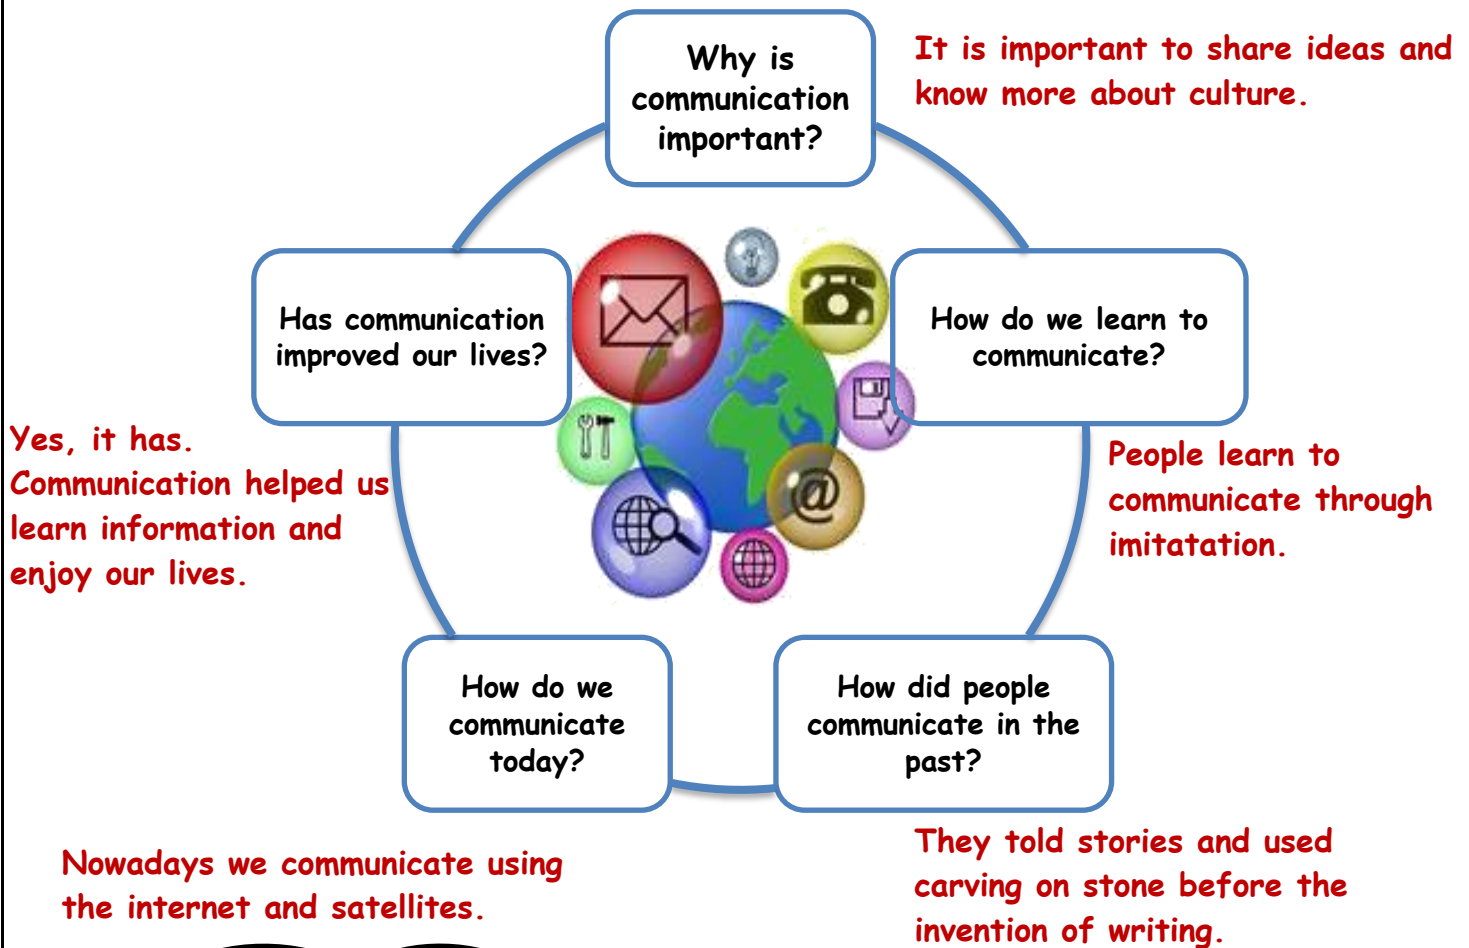 Why is
communication
important?
It is important to share ideas and
know more about culture.
Has communication
improved our lives?
How do we learn to
communicate?
Yes, it has.
Communication helped us
learn information and
enjoy our lives.
People learn to
communicate through
imitatation.
@
How do we
communicate
today?
How did people
communicate in the
past?
Nowadays we communicate using
the internet and satellites.
They told stories and used
carving on stone before the
invention of writing.